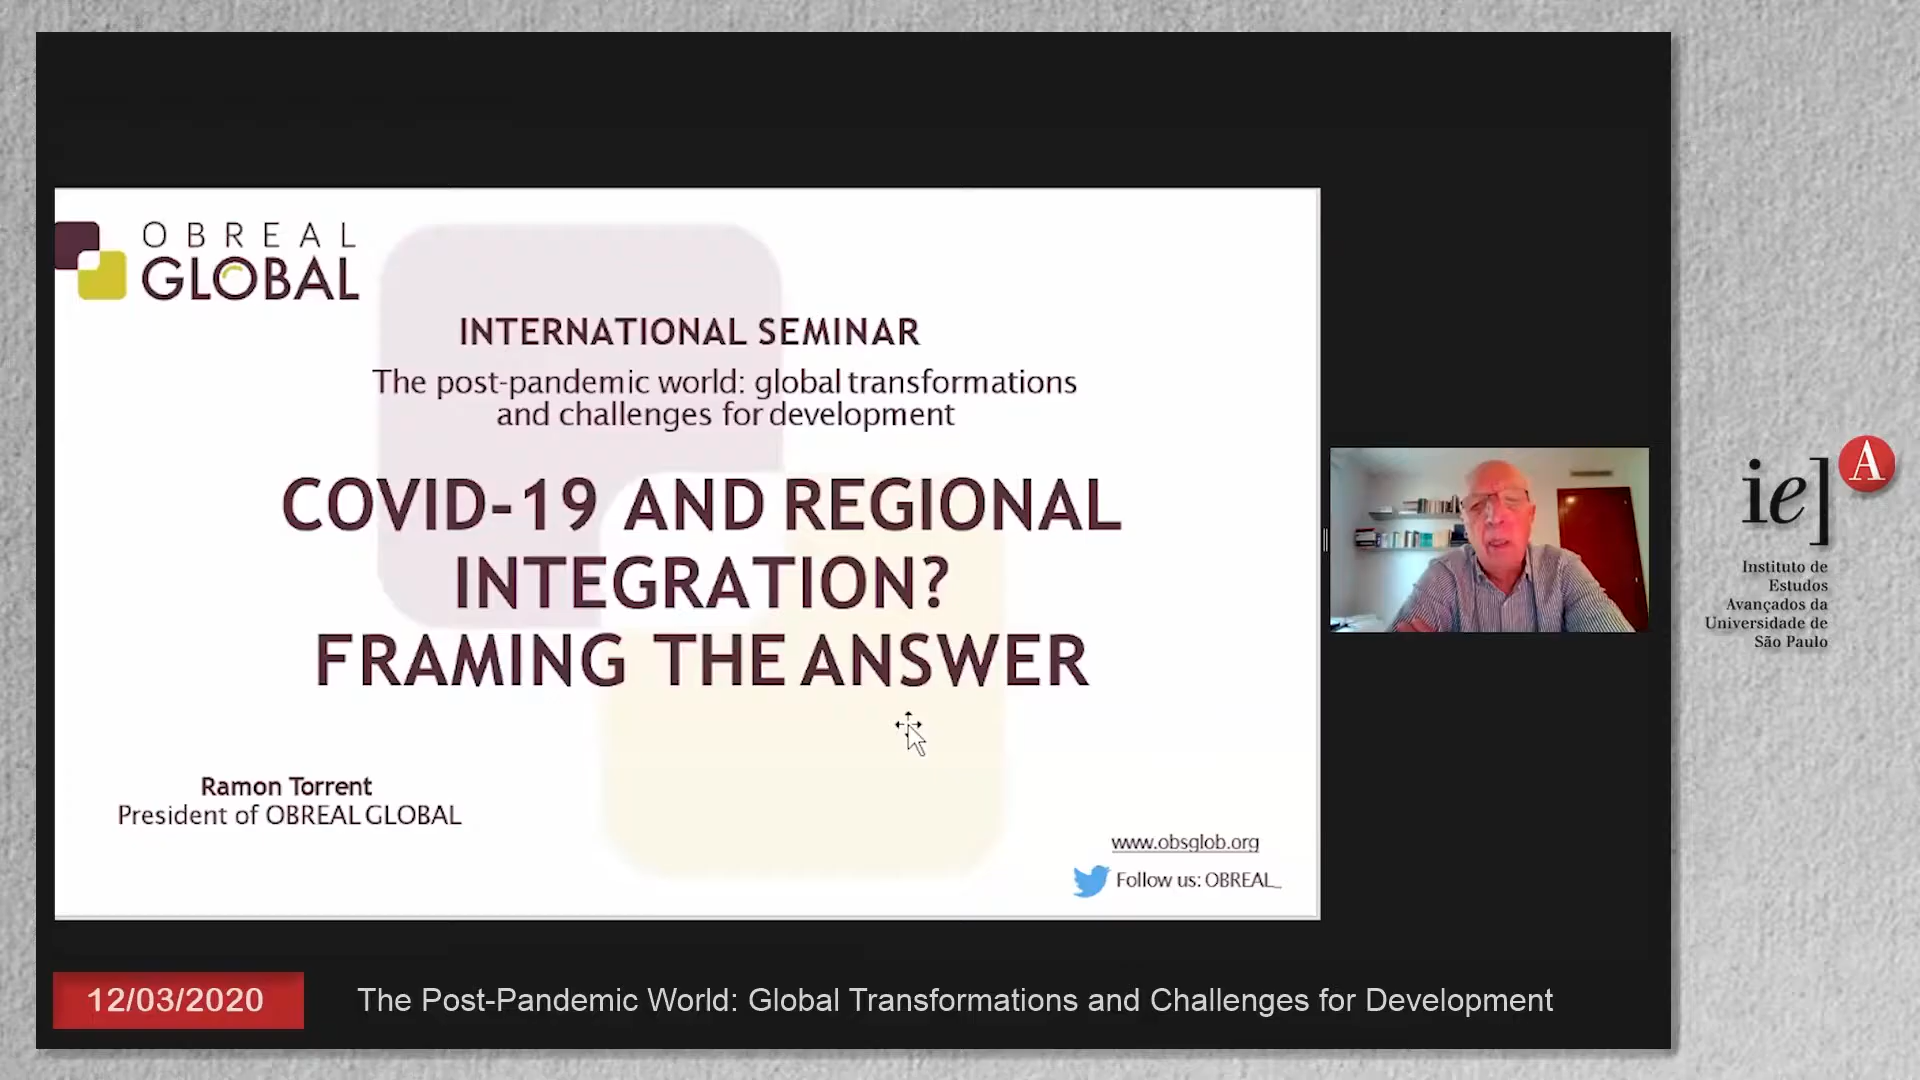 OBREAL
GLOBAL
INTERNATIONAL SEMINAR
The post-pandemic world: global transformations
and challenges for development
COVID-19 AND REGIONAL
INTEGRATION?
FRAMING THE ANSWER
Ramon Torrent
President of OBREAL GLOBAL
www.obsglob.org
Follow us: OBREAL_
iea
Instituto de
Estudos
Avançados da
Universidade de
São Paulo
12/03/2020
The Post-Pandemic World: Global Transformations and Challenges for Development